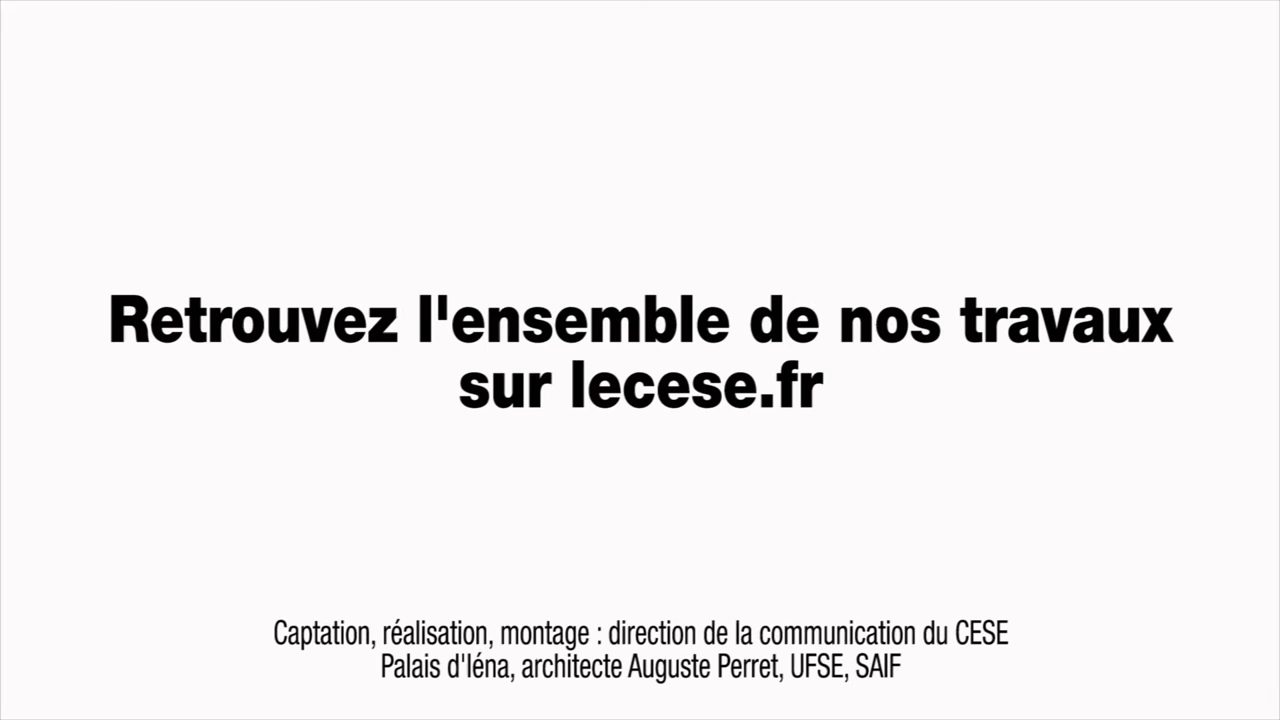 Retrouvez l'ensemble de nos travaux
sur lecese.fr
Captation, réalisation, montage : direction de la communication du CESE
Palais d'Iéna, architecte Auguste Perret, UFSE, SAIF